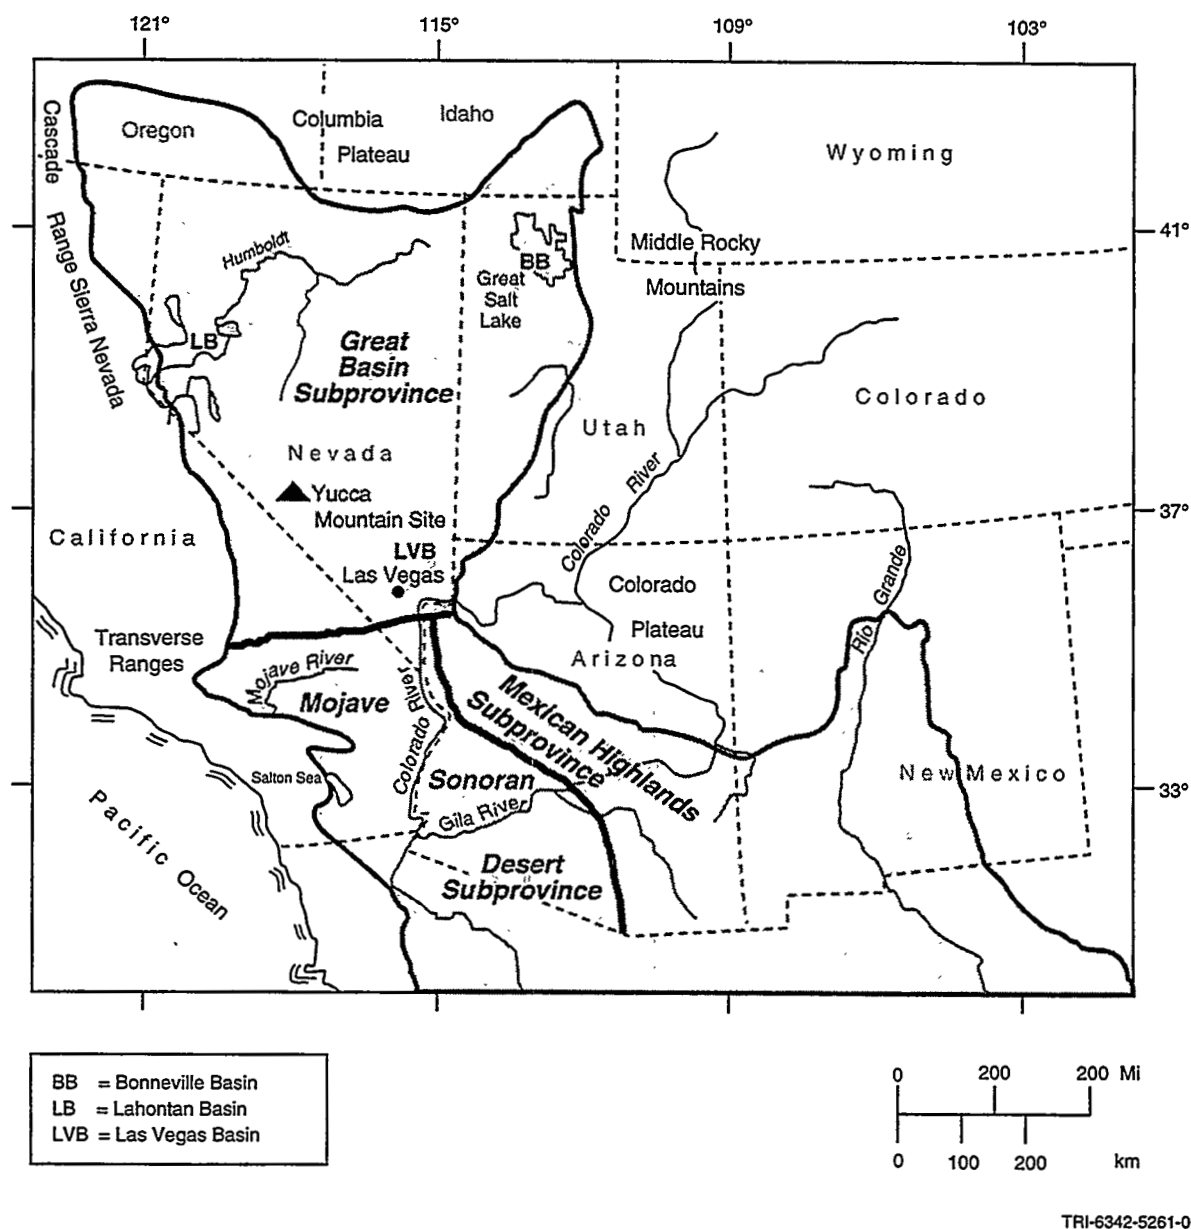 121°
115°
109°
103°
Cascade
Range Sierra Nevada
Oregon
Columbia
Plateau
Idaho
Wyoming
41°
Humboldt
BB
Middle Rocky
Mountains
Great
Salt
Lake
LB
Great
Basin
Subprovince
Colorado
Utah
Nevada
Yucca
Mountain Site
Colorado River
37°
California
LVB
Las Vegas
Colorado
Plateau
Arizona
Rio Grande
Transverse
Ranges
Mojave River
Mojave
Colorado River
Mexican Highlands
Subprovince
Salton Sea
Sonoran
New Mexico
33°
Gila River
Pacific Ocean
Desert
Subprovince
BB = Bonneville Basin
LB = Lahontan Basin
LVB = Las Vegas Basin
0 200 200 Mi
0 100 200 km
TRI-6342-5261-0